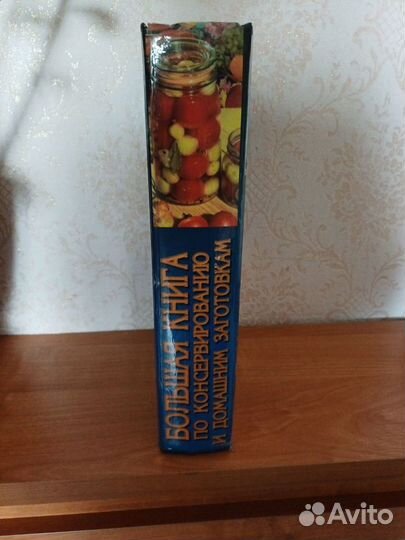 БОЛЬШАЯ КНИГА
ПО КОНСЕРВИРОВАНИЮ
И ДОМАШНИМ ЗАГОТОВКАМ
Avito